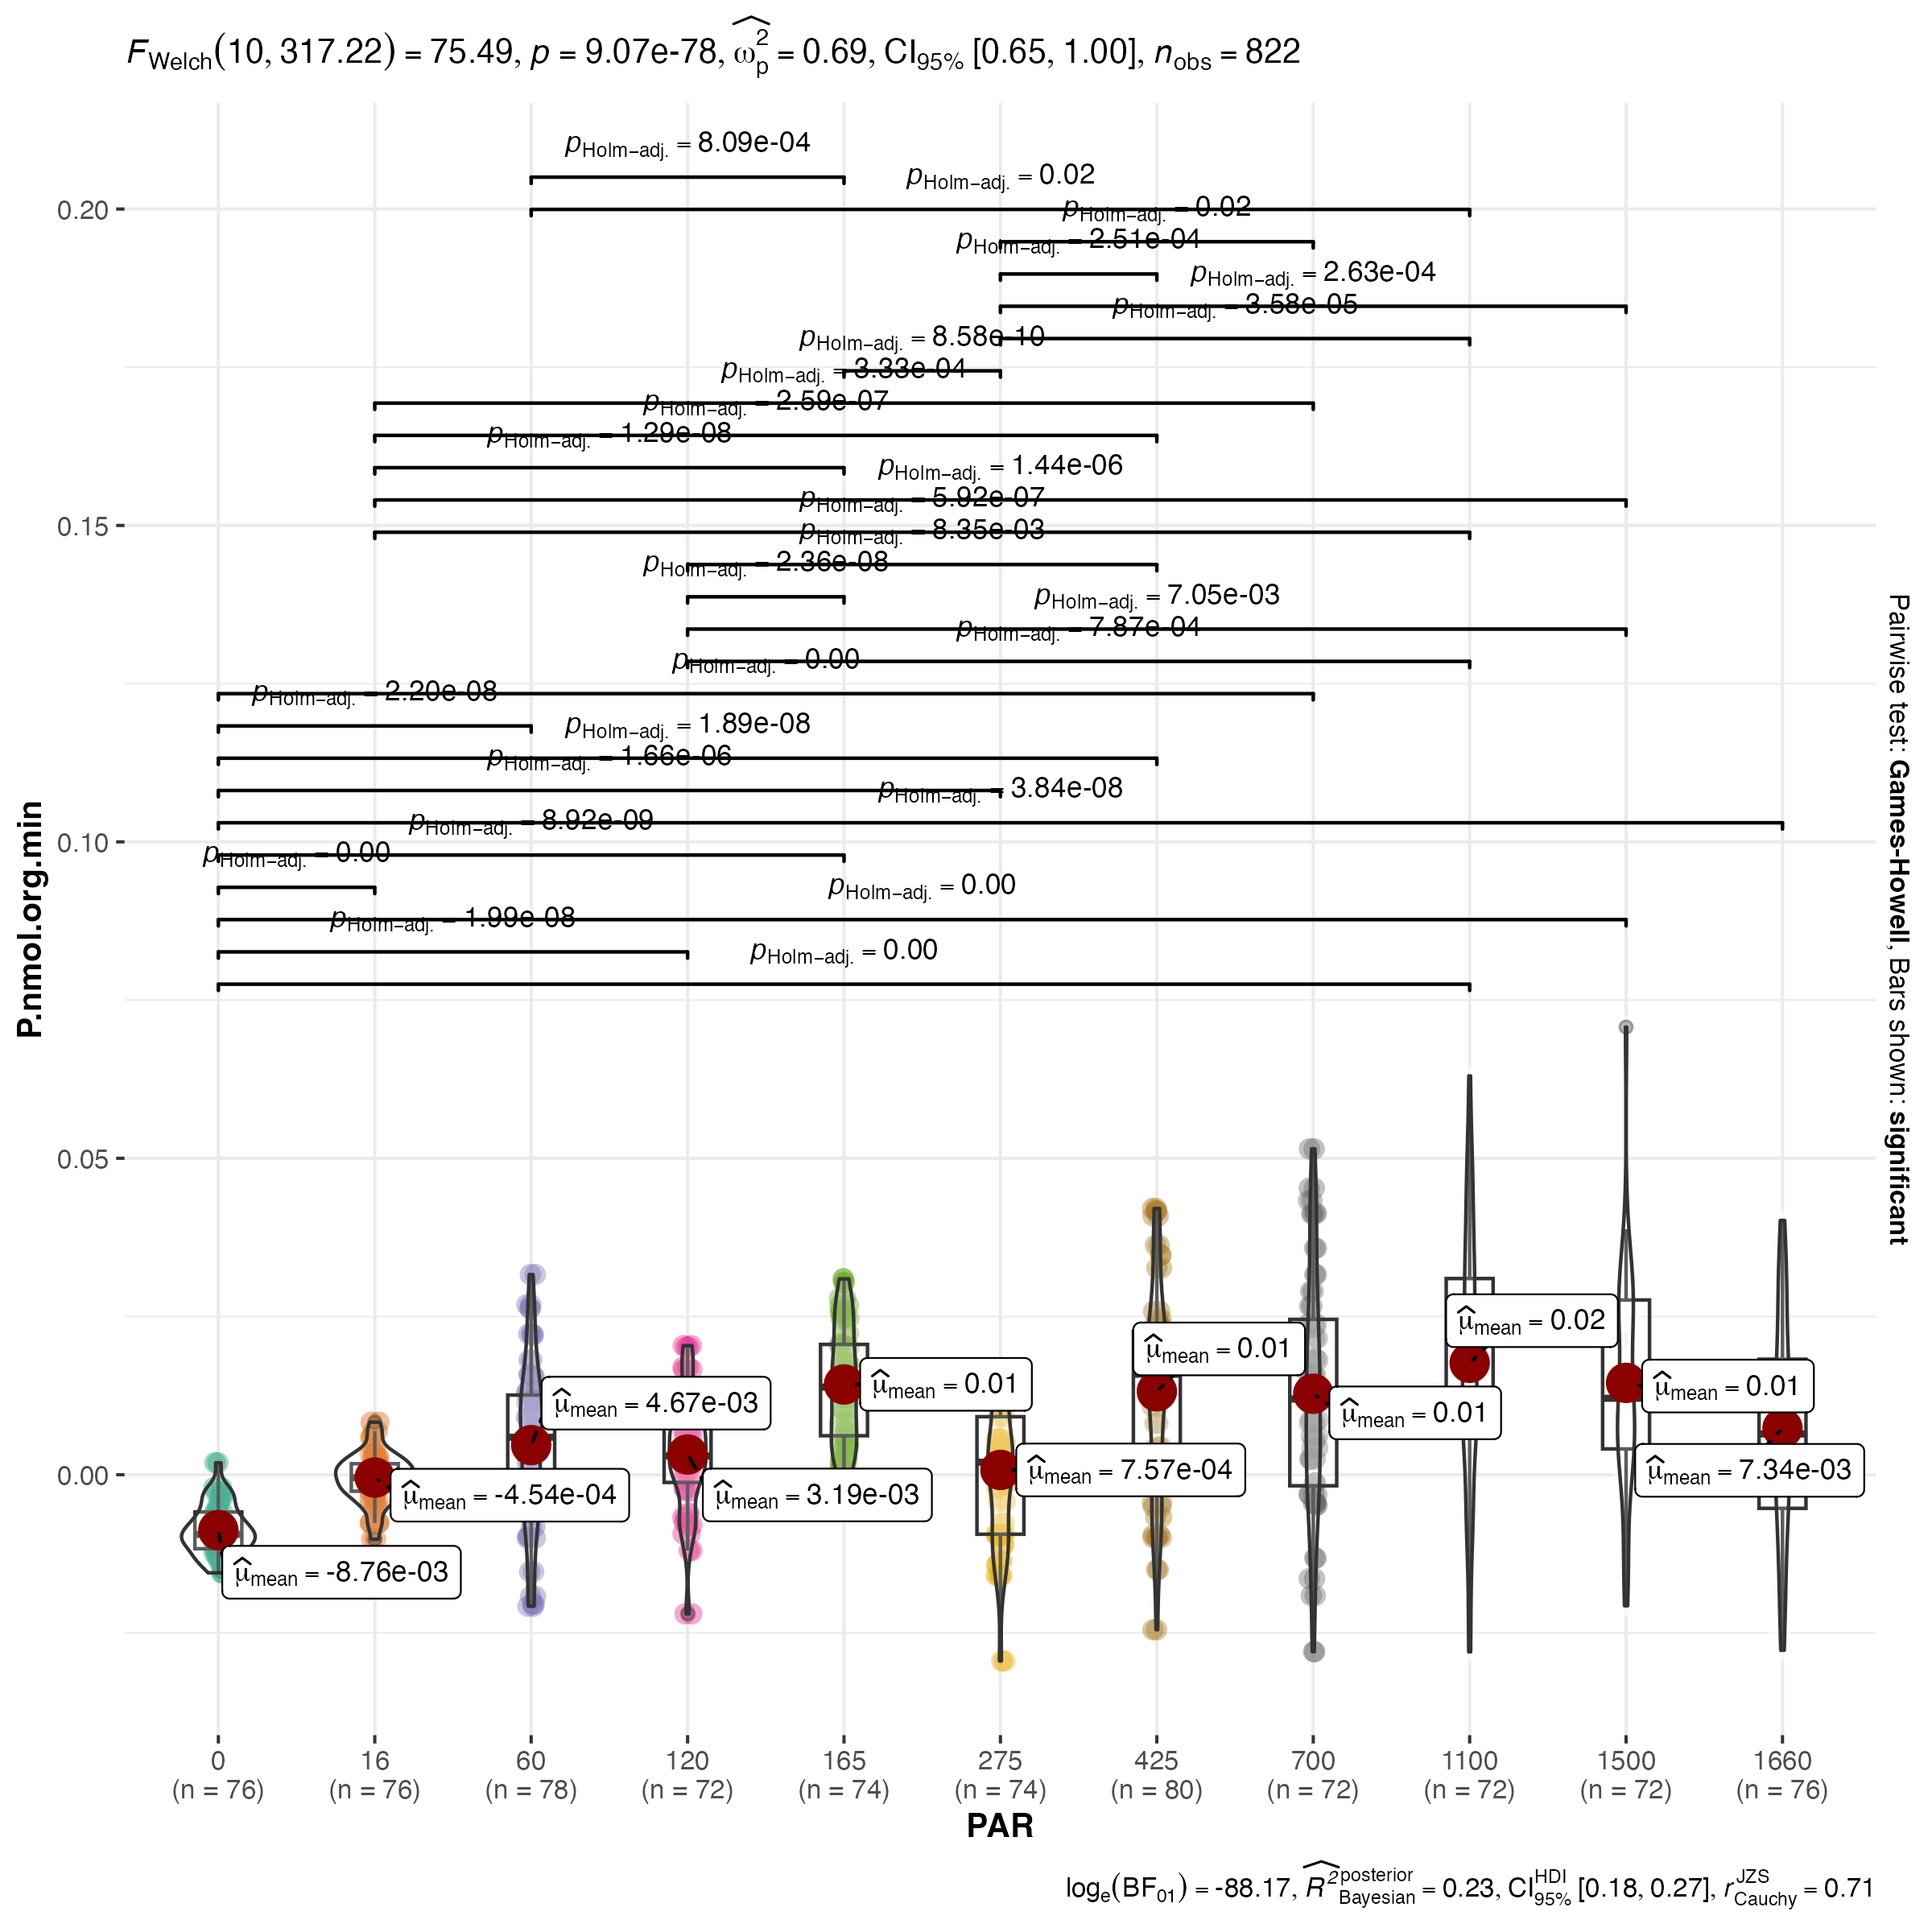 F_Welch(10, 317.22) = 75.49, p = 9.07e-78, ω̂²_p = 0.69, CI_95% [0.65, 1.00], n_obs = 822
p_Holm−adj. = 8.09e-04
p_Holm−adj. = 0.02
p_Holm−adj. = 0.02
p_Holm−adj. = 2.51e-04
p_Holm−adj. = 2.63e-04
p_Holm−adj. = 3.58e-05
p_Holm−adj. = 8.58e-10
p_Holm−adj. = 3.33e-04
p_Holm−adj. = 2.59e-07
p_Holm−adj. = 1.29e-08
p_Holm−adj. = 1.44e-06
p_Holm−adj. = 5.92e-07
p_Holm−adj. = 8.35e-03
p_Holm−adj. = 2.36e-08
p_Holm−adj. = 7.05e-03
p_Holm−adj. = 7.87e-04
p_Holm−adj. = 0.00
p_Holm−adj. = 2.20e-08
p_Holm−adj. = 1.89e-08
p_Holm−adj. = 1.66e-06
p_Holm−adj. = 3.84e-08
p_Holm−adj. = 8.92e-09
p_Holm−adj. = 0.00
p_Holm−adj. = 0.00
p_Holm−adj. = 1.99e-08
p_Holm−adj. = 0.00
0.20
0.15
0.10
0.05
0.00
P.nmol.org.min
Pairwise test: Games-Howell, Bars shown: significant
μ̂_mean = -8.76e-03
μ̂_mean = -4.54e-04
μ̂_mean = 4.67e-03
μ̂_mean = 3.19e-03
μ̂_mean = 0.01
μ̂_mean = 7.57e-04
μ̂_mean = 0.01
μ̂_mean = 0.01
μ̂_mean = 0.02
μ̂_mean = 0.01
μ̂_mean = 7.34e-03
0 16 60 120 165 275 425 700 1100 1500 1660
(n = 76) (n = 76) (n = 78) (n = 72) (n = 74) (n = 74) (n = 80) (n = 72) (n = 72) (n = 72) (n = 76)
PAR
log_e(BF_01) = -88.17, R̂²^posterior_Bayesian = 0.23, CI^HDI_95% [0.18, 0.27], r^JZS_Cauchy = 0.71